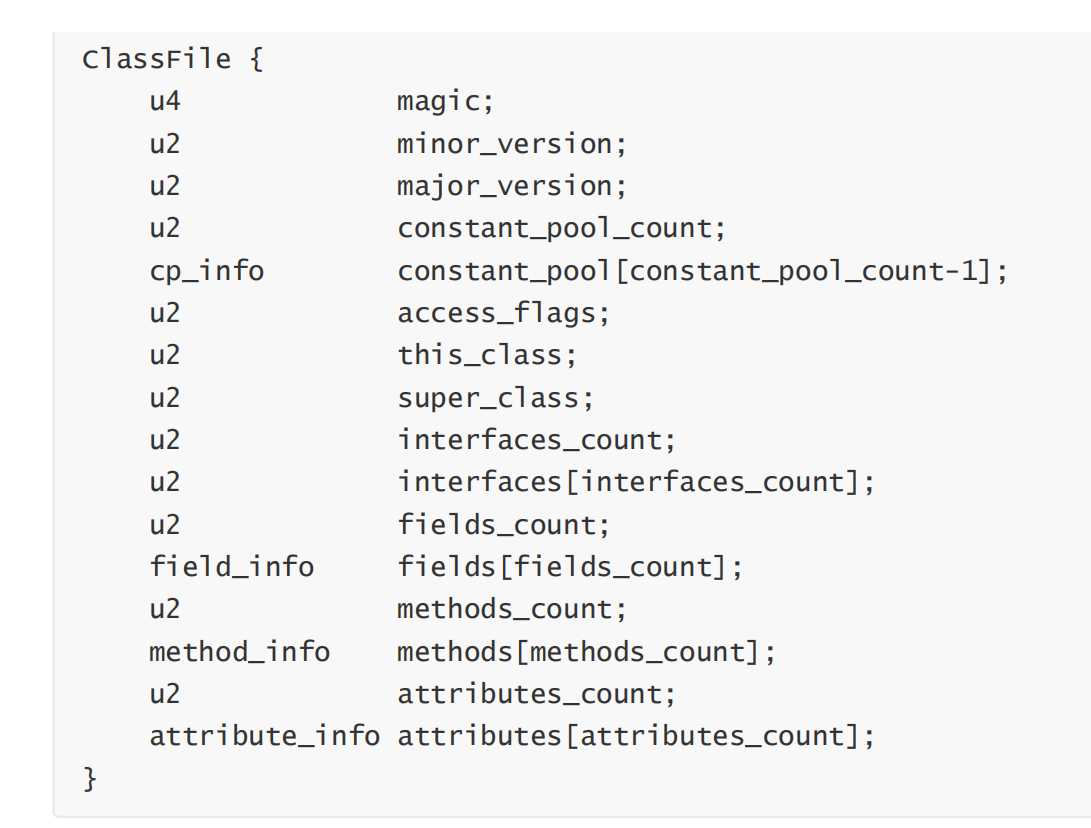 ClassFile {
    u4             magic;
    u2             minor_version;
    u2             major_version;
    u2             constant_pool_count;
    cp_info        constant_pool[constant_pool_count-1];
    u2             access_flags;
    u2             this_class;
    u2             super_class;
    u2             interfaces_count;
    u2             interfaces[interfaces_count];
    u2             fields_count;
    field_info     fields[fields_count];
    u2             methods_count;
    method_info    methods[methods_count];
    u2             attributes_count;
    attribute_info attributes[attributes_count];
}